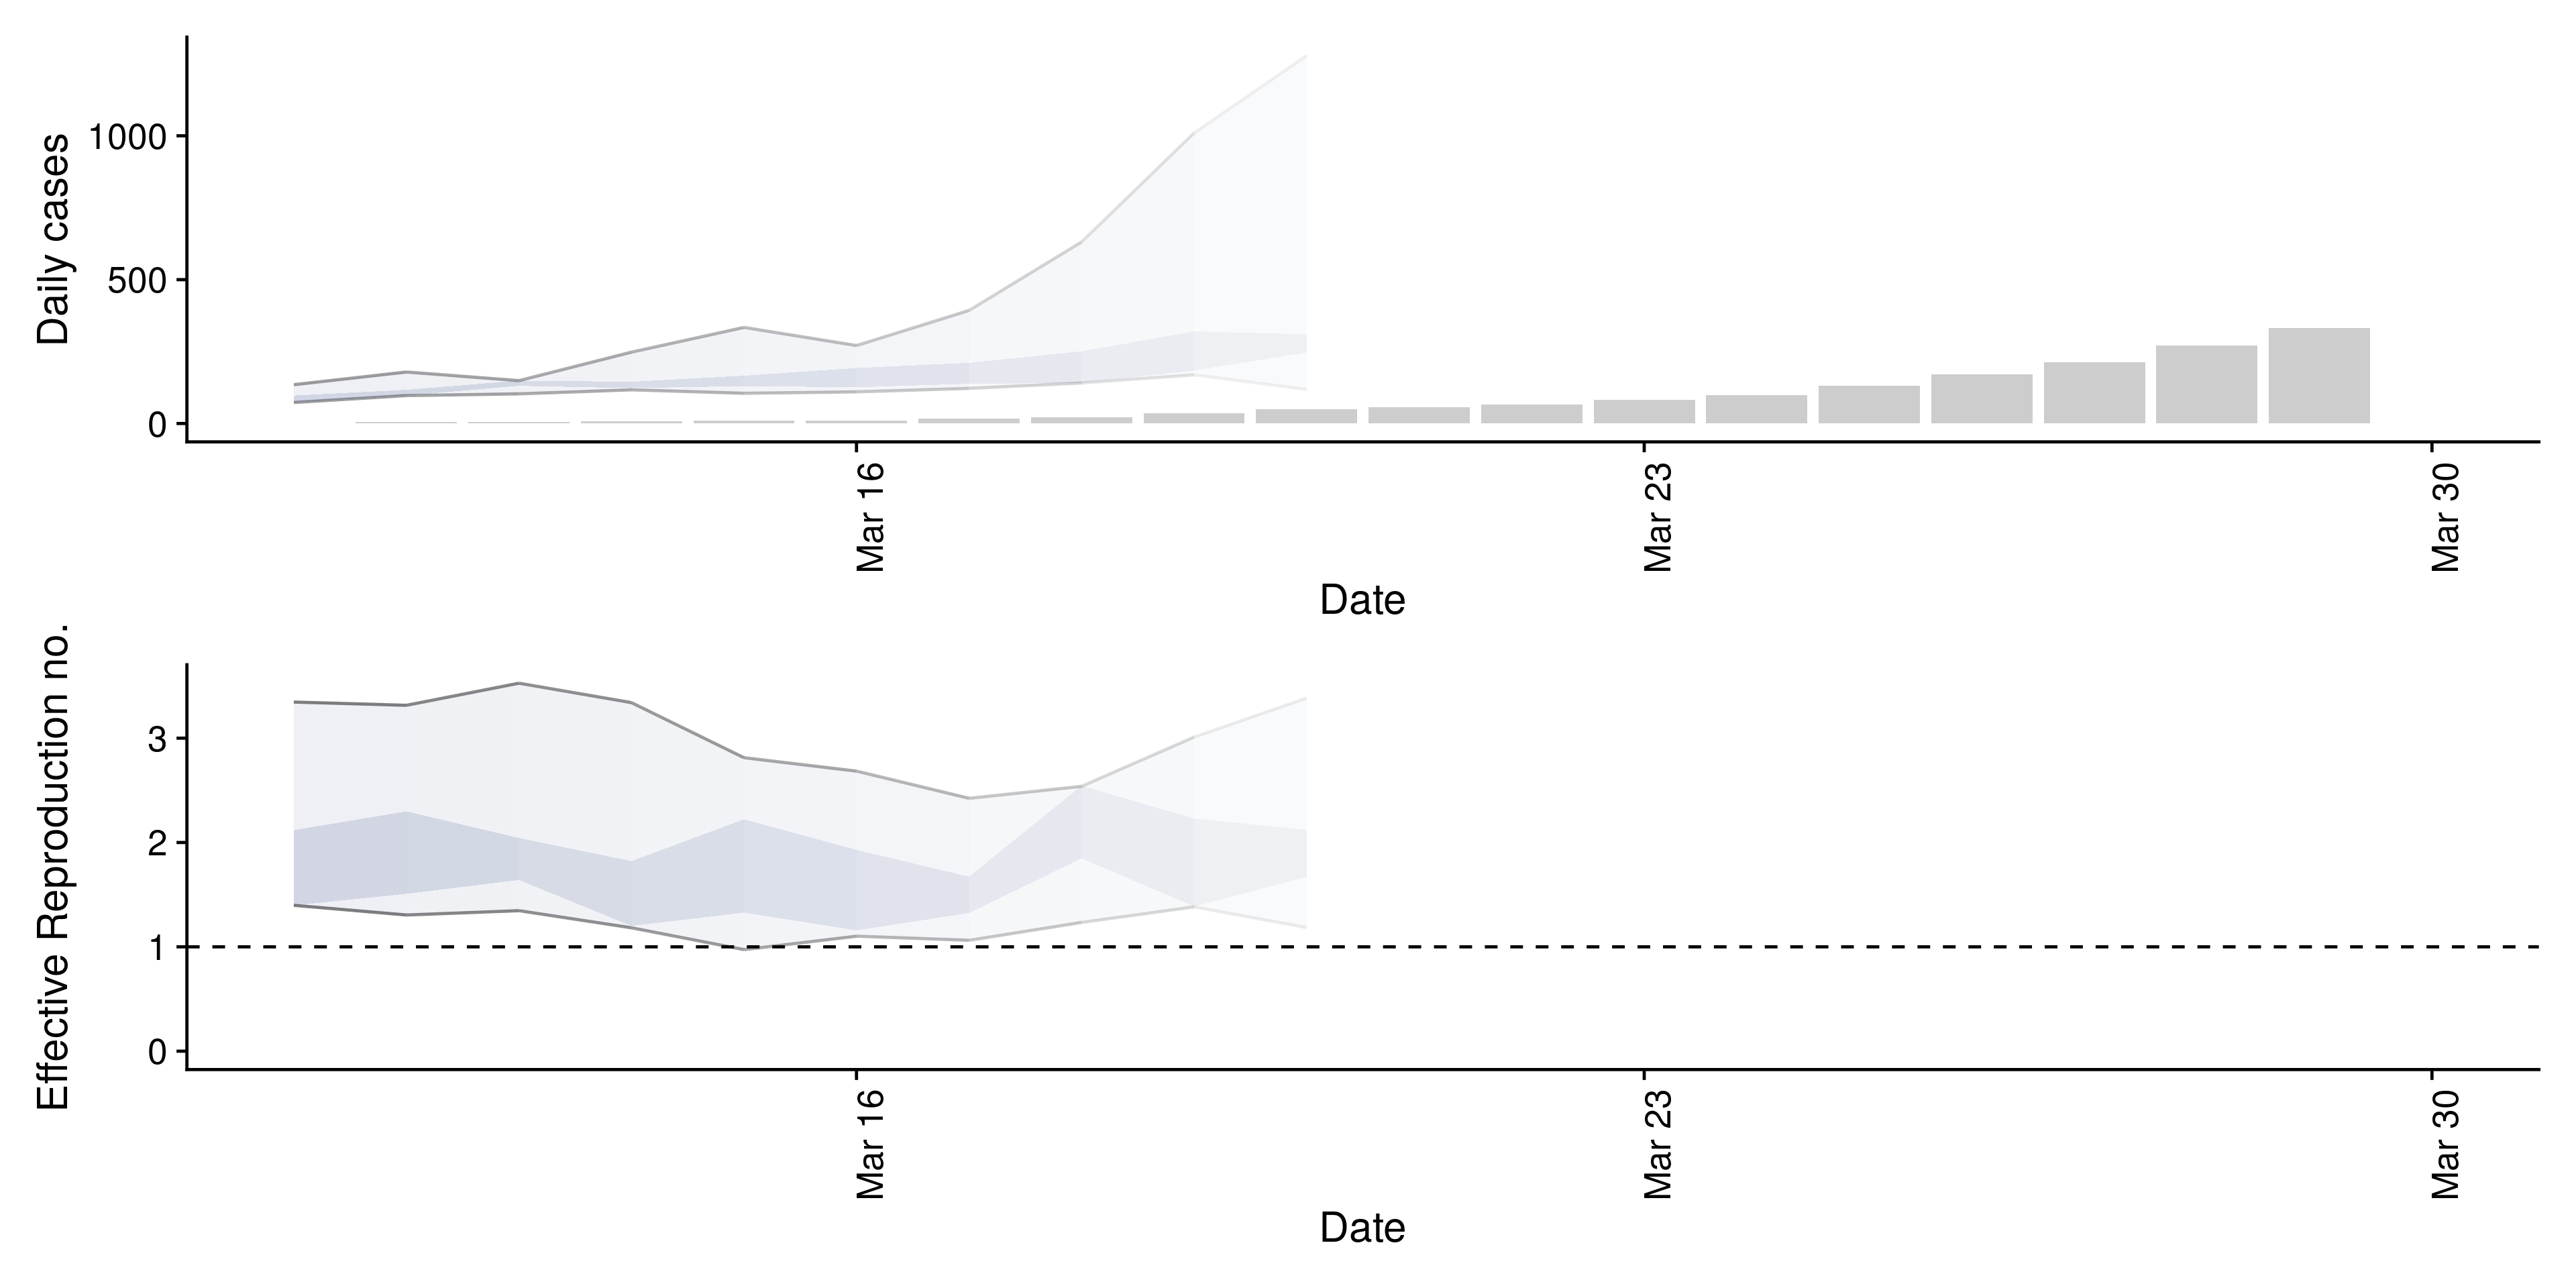 Daily cases
1000
500
0
Mar 16
Mar 23
Mar 30
Date
Effective Reproduction no.
3
2
1
0
Mar 16
Mar 23
Mar 30
Date